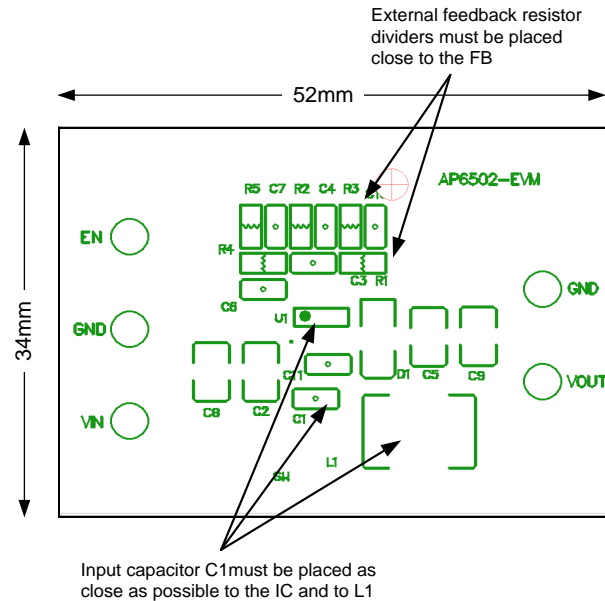 External feedback resistor
dividers must be placed
close to the FB
52mm
34mm
AP6502-EVM
R5 C7 R2 C4 R3
R4
C3 R1
EN
C6
U1
GND
GND
C11
D1
C5
C9
VOUT
C8
C2
C1
VIN
L1
SW
Input capacitor C1must be placed as
close as possible to the IC and to L1